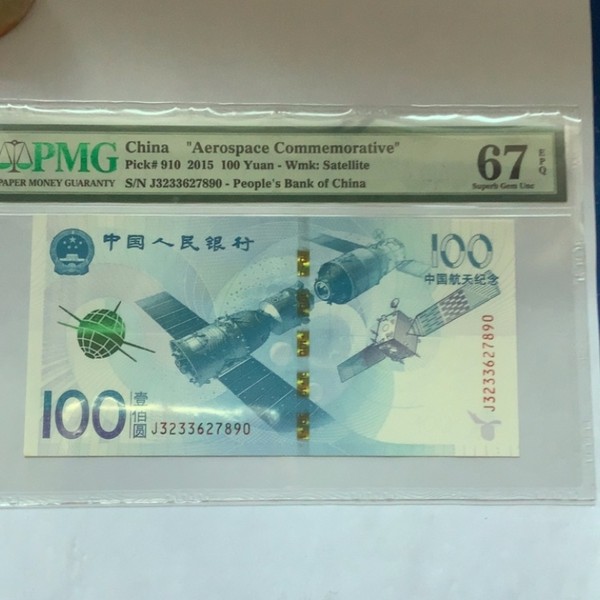 PMG
PAPER MONEY GUARANTY
China "Aerospace Commemorative"
Pick# 910 2015 100 Yuan - Wmk: Satellite
S/N J3233627890 - People's Bank of China
67
EPQ
Superb Gem Unc
中国人民银行
100
中国航天纪念
J3233627890
100
壹佰圆
J3233627890